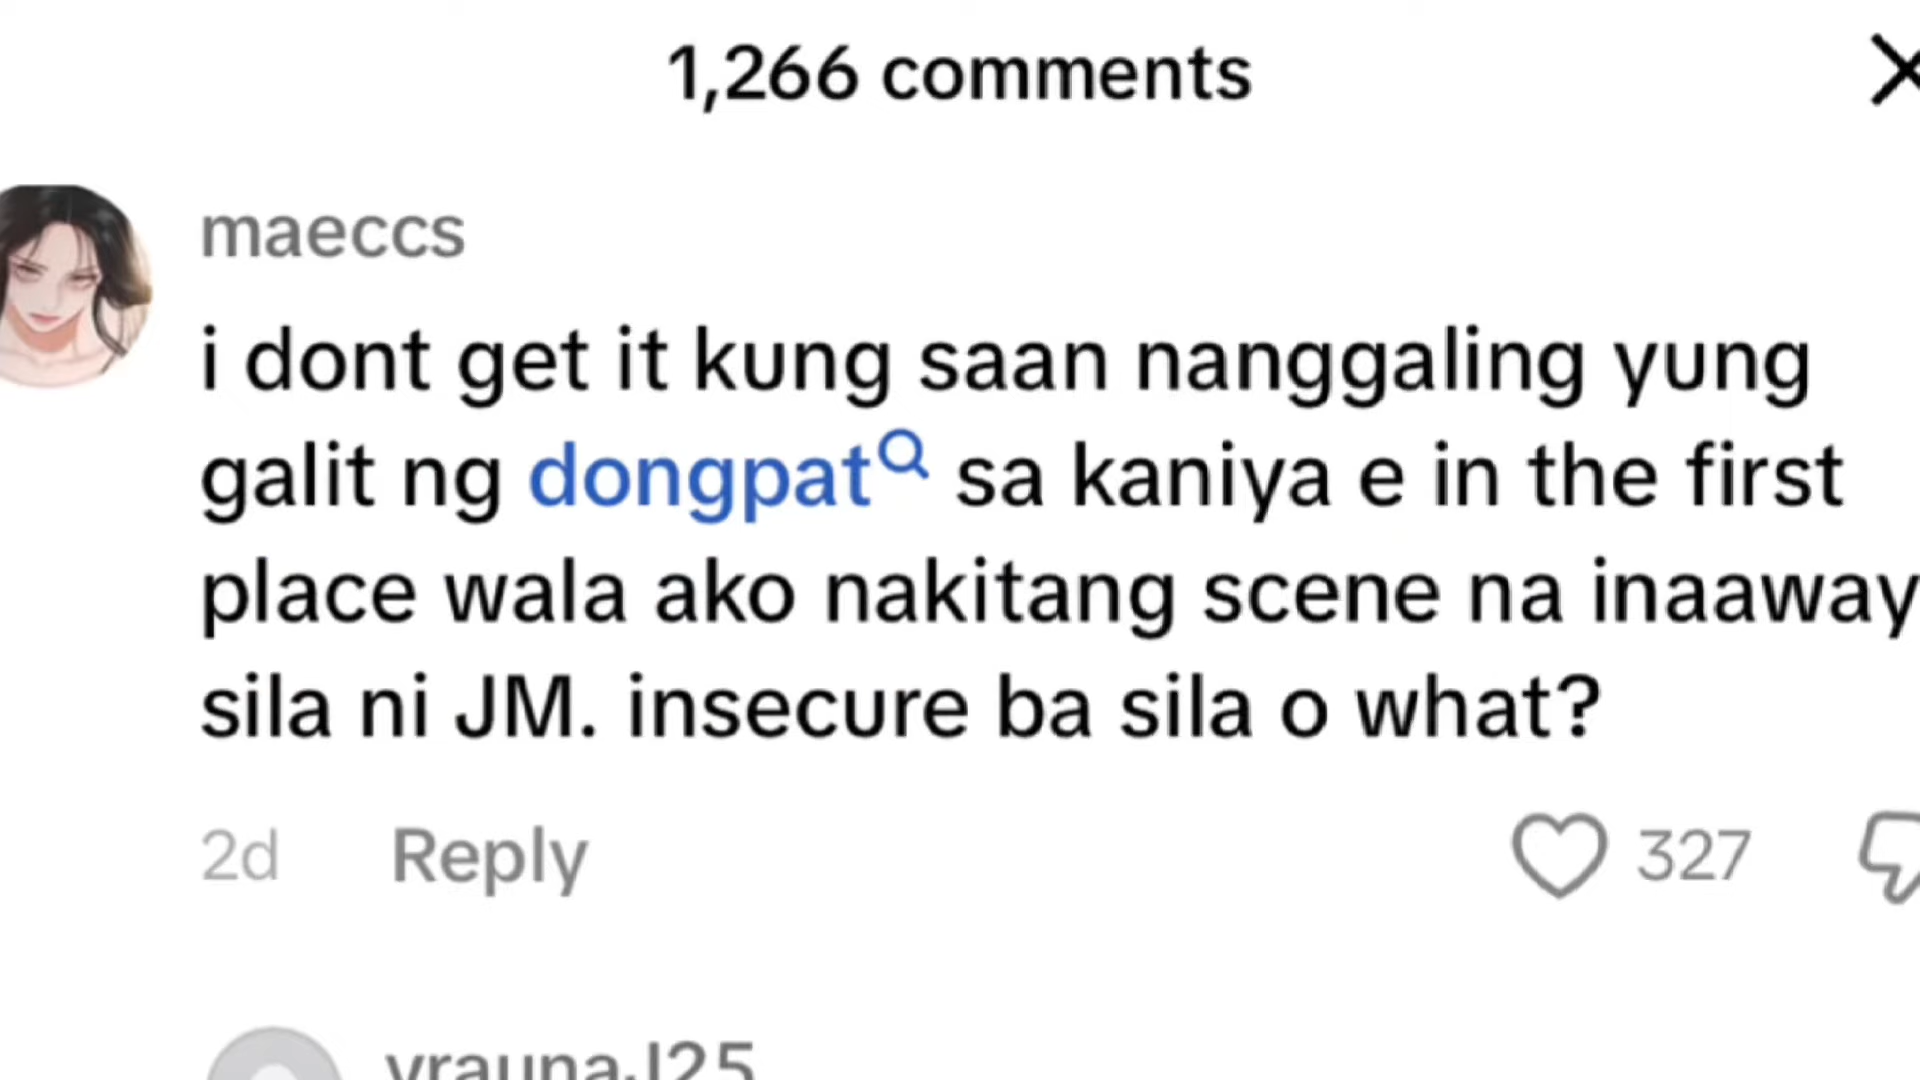 1,266 comments
maeccs
i dont get it kung saan nanggaling yung
galit ng dongpat sa kaniya e in the first
place wala ako nakitang scene na inaaway
sila ni JM. insecure ba sila o what?
2d Reply 327